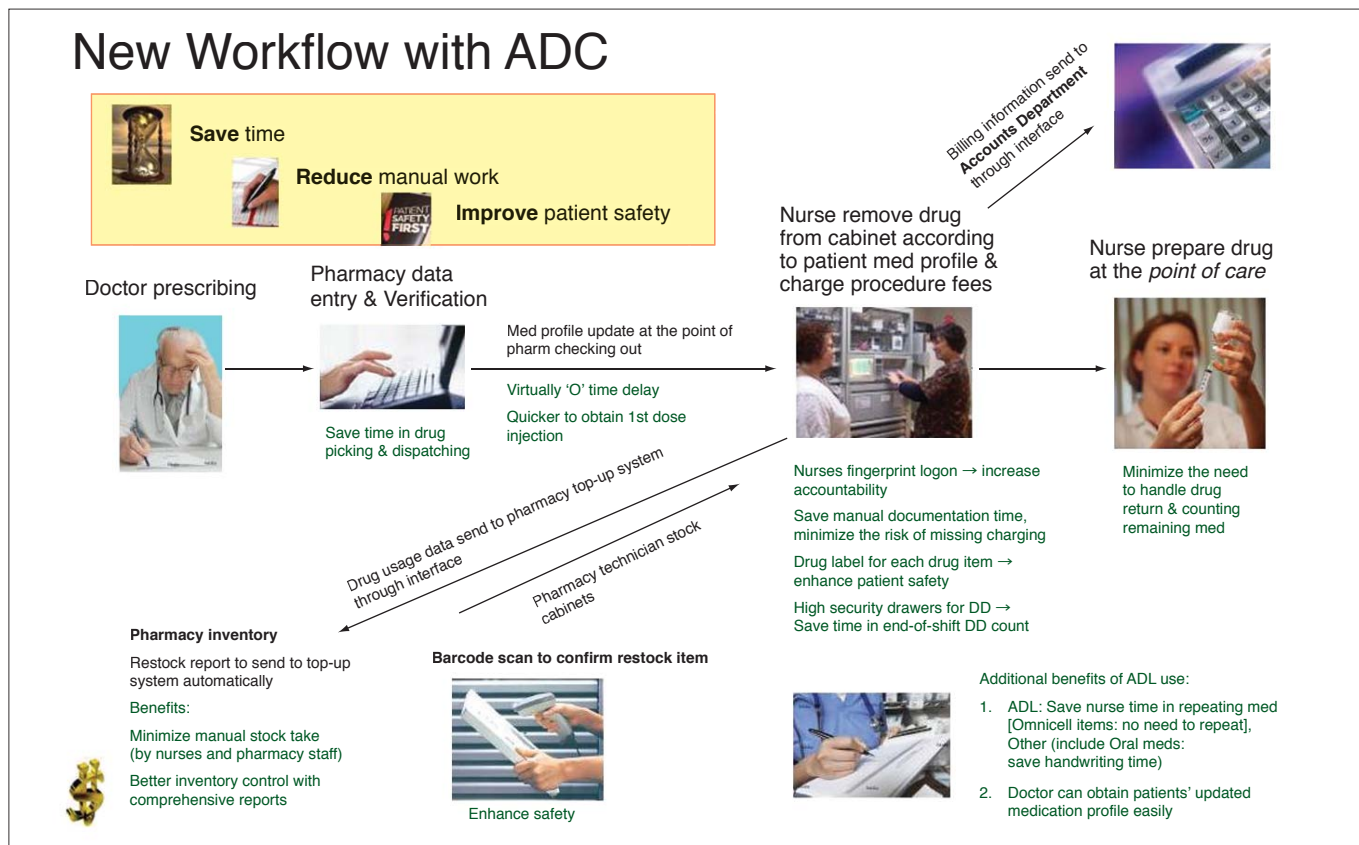 New Workflow with ADC
Save time
Reduce manual work
PATIENT
SAFETY
FIRST
Improve patient safety
Billing information send to
Accounts Department
through interface
Doctor prescribing
Pharmacy data
entry & Verification
Save time in drug
picking & dispatching
Med profile update at the point of
pharm checking out
Virtually ‘O’ time delay
Quicker to obtain 1st dose
injection
Nurse remove drug
from cabinet according
to patient med profile &
charge procedure fees
Nurse prepare drug
at the point of care
Nurses fingerprint logon → increase
accountability
Save manual documentation time,
minimize the risk of missing charging
Drug label for each drug item →
enhance patient safety
High security drawers for DD →
Save time in end-of-shift DD count
Minimize the need
to handle drug
return & counting
remaining med
Drug usage data send to pharmacy top-up system
through interface
Pharmacy technician stock
cabinets
Pharmacy inventory
Restock report to send to top-up
system automatically
Benefits:
Minimize manual stock take
(by nurses and pharmacy staff)
Better inventory control with
comprehensive reports
Barcode scan to confirm restock item
Enhance safety
Additional benefits of ADL use:
1. ADL: Save nurse time in repeating med
[Omnicell items: no need to repeat],
Other (include Oral meds:
save handwriting time)
2. Doctor can obtain patients’ updated
medication profile easily